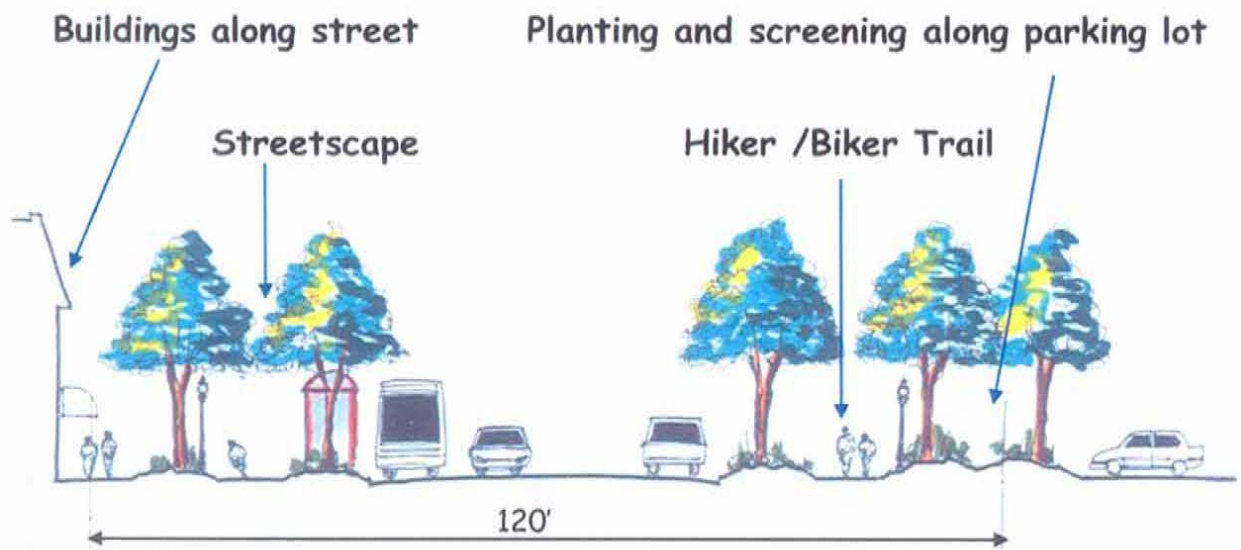 Buildings along street
Planting and screening along parking lot
Streetscape
Hiker /Biker Trail
120'